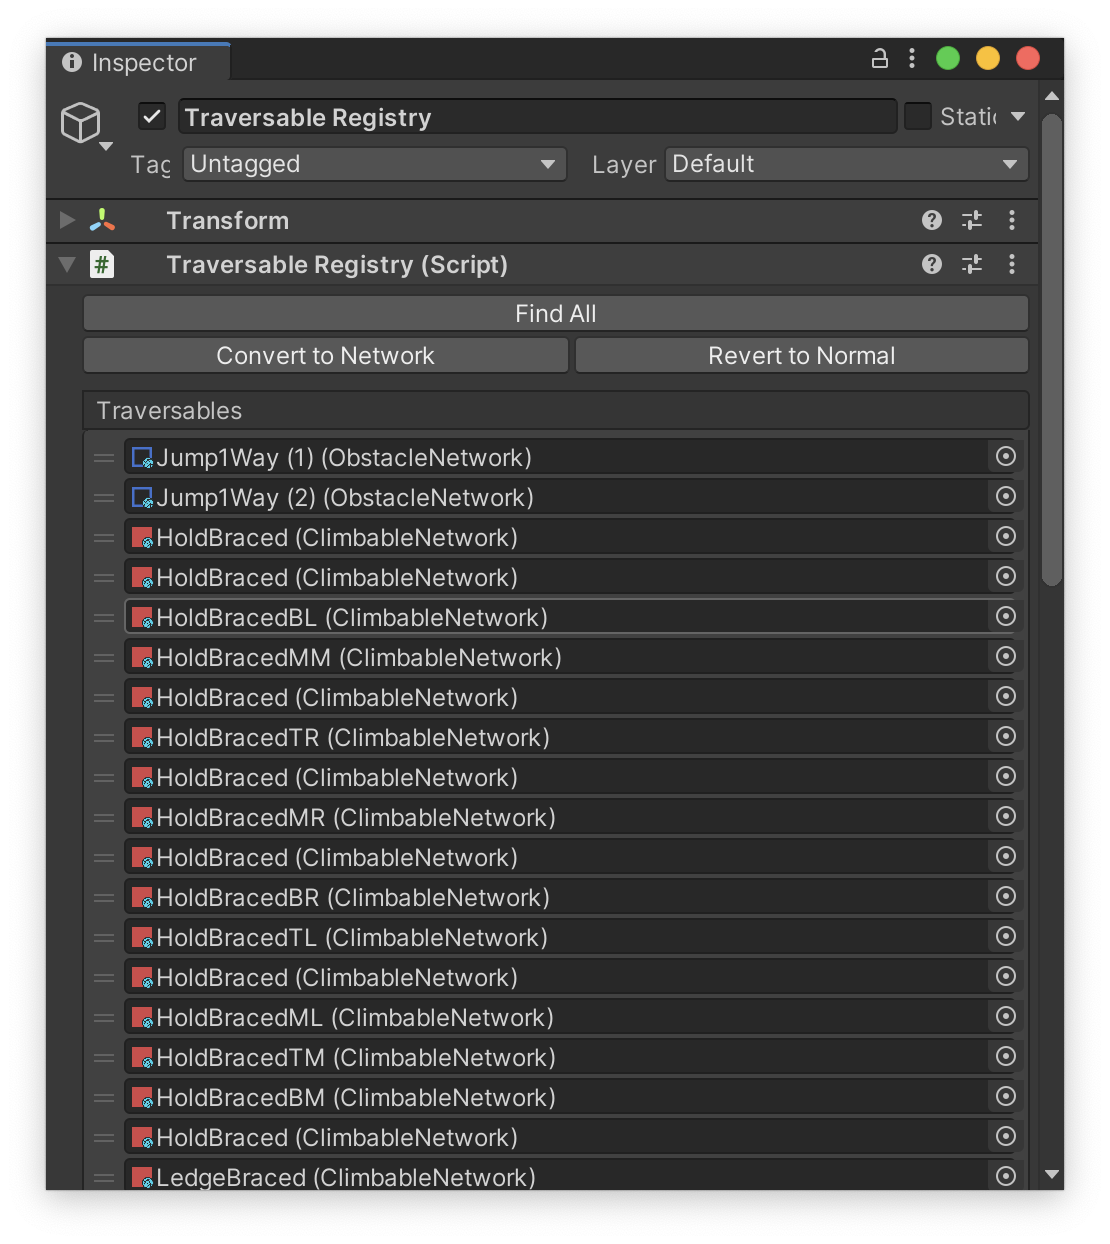 Inspector
Traversable Registry Static
Tag Untagged Layer Default
Transform
# Traversable Registry (Script)
Find All
Convert to Network Revert to Normal
Traversables
Jump1Way (1) (ObstacleNetwork)
Jump1Way (2) (ObstacleNetwork)
HoldBraced (ClimbableNetwork)
HoldBraced (ClimbableNetwork)
HoldBracedBL (ClimbableNetwork)
HoldBracedMM (ClimbableNetwork)
HoldBraced (ClimbableNetwork)
HoldBracedTR (ClimbableNetwork)
HoldBraced (ClimbableNetwork)
HoldBracedMR (ClimbableNetwork)
HoldBraced (ClimbableNetwork)
HoldBracedBR (ClimbableNetwork)
HoldBracedTL (ClimbableNetwork)
HoldBraced (ClimbableNetwork)
HoldBracedML (ClimbableNetwork)
HoldBracedTM (ClimbableNetwork)
HoldBracedBM (ClimbableNetwork)
HoldBraced (ClimbableNetwork)
LedgeBraced (ClimbableNetwork)